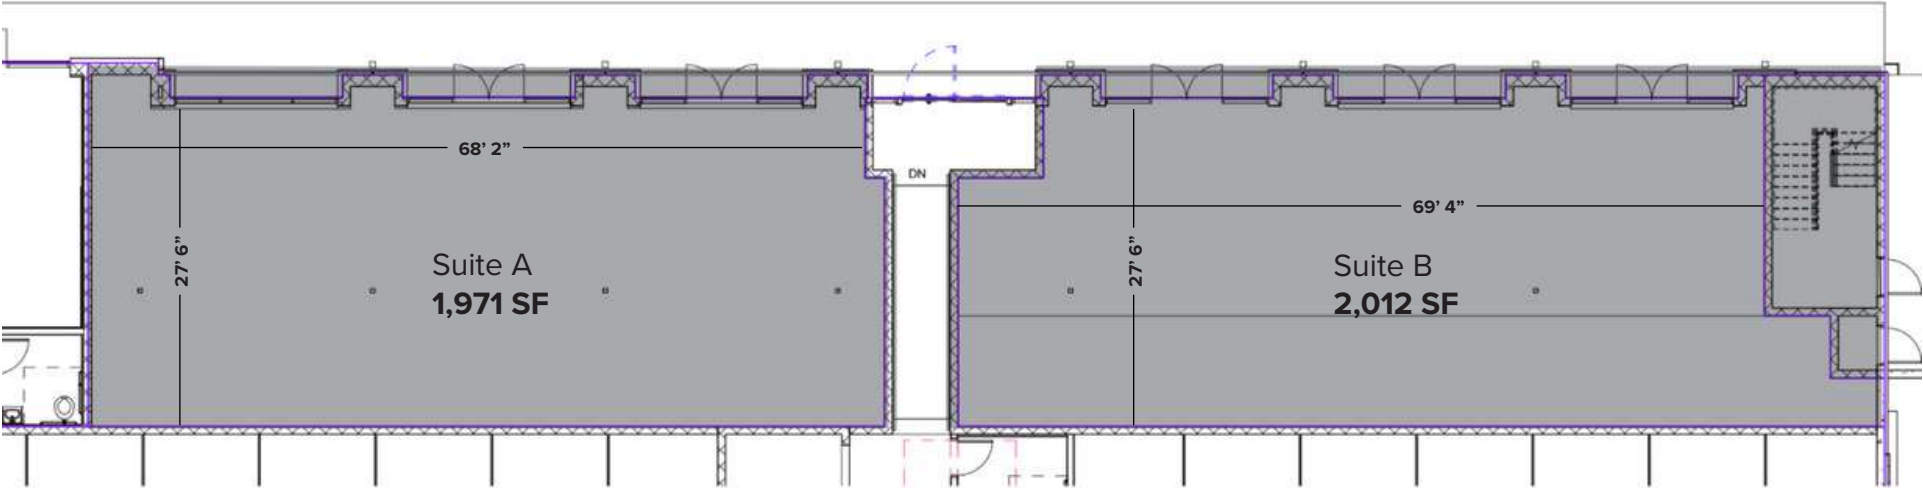 68’ 2”
DN
69’ 4”
27’ 6”
Suite A
1,971 SF
27’ 6”
Suite B
2,012 SF